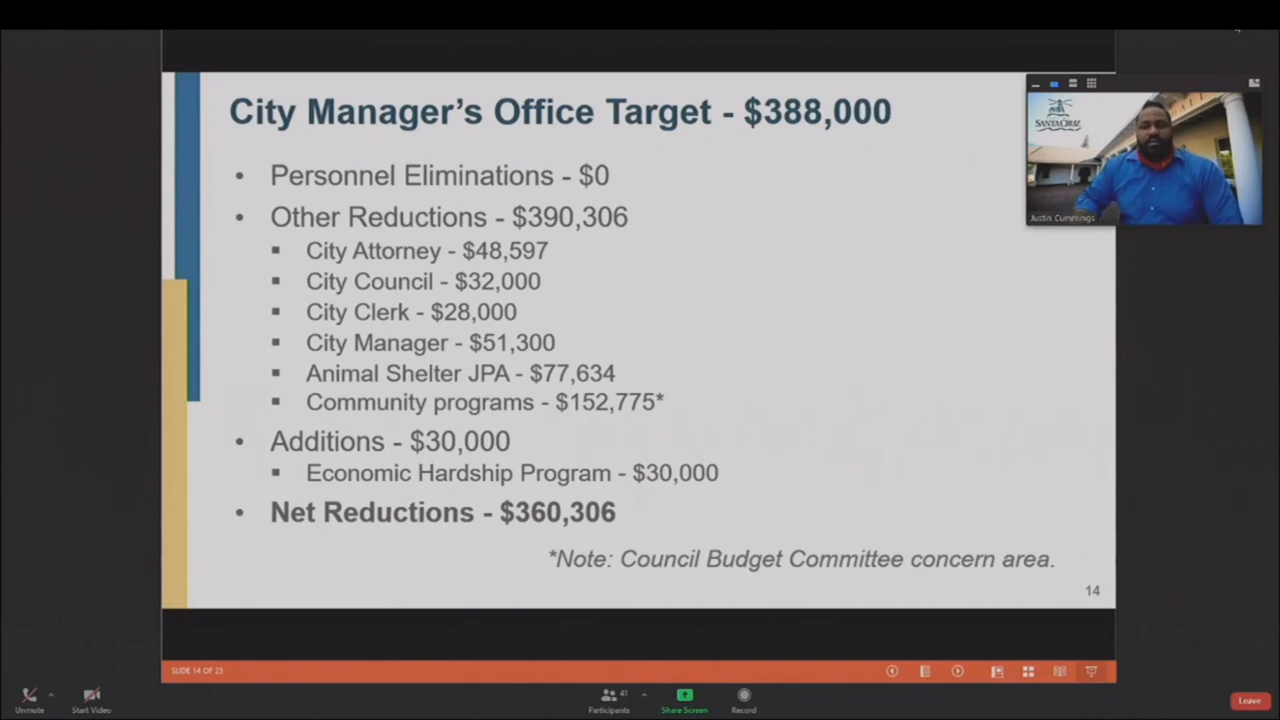 City Manager's Office Target - $388,000
• Personnel Eliminations - $0
• Other Reductions - $390,306
▪ City Attorney - $48,597
▪ City Council - $32,000
▪ City Clerk - $28,000
▪ City Manager - $51,300
▪ Animal Shelter JPA - $77,634
▪ Community programs - $152,775*
• Additions - $30,000
▪ Economic Hardship Program - $30,000
• Net Reductions - $360,306
*Note: Council Budget Committee concern area.
14
SANTA CRUZ
Justin Cummings
SLIDE 14 OF 23
Unmute
Start Video
41
Participants
Share Screen
Record
Leave